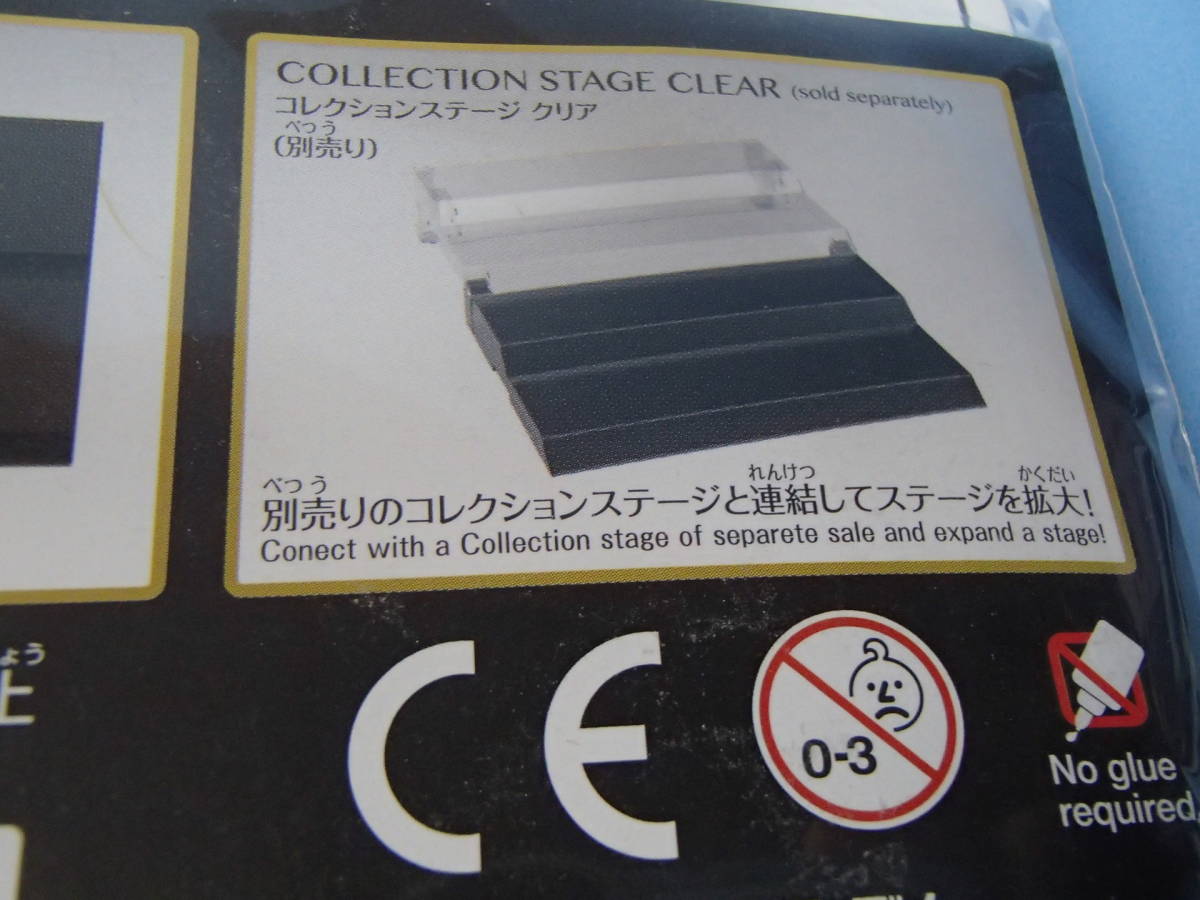 COLLECTION STAGE CLEAR (sold separately)
コレクションステージ クリア
べつう
(別売り)
べつ う れんけつ かくだい
別売りのコレクションステージと連結してステージを拡大!
Conect with a Collection stage of separete sale and expand a stage!
ょう
上
CE
0-3
No glue
required